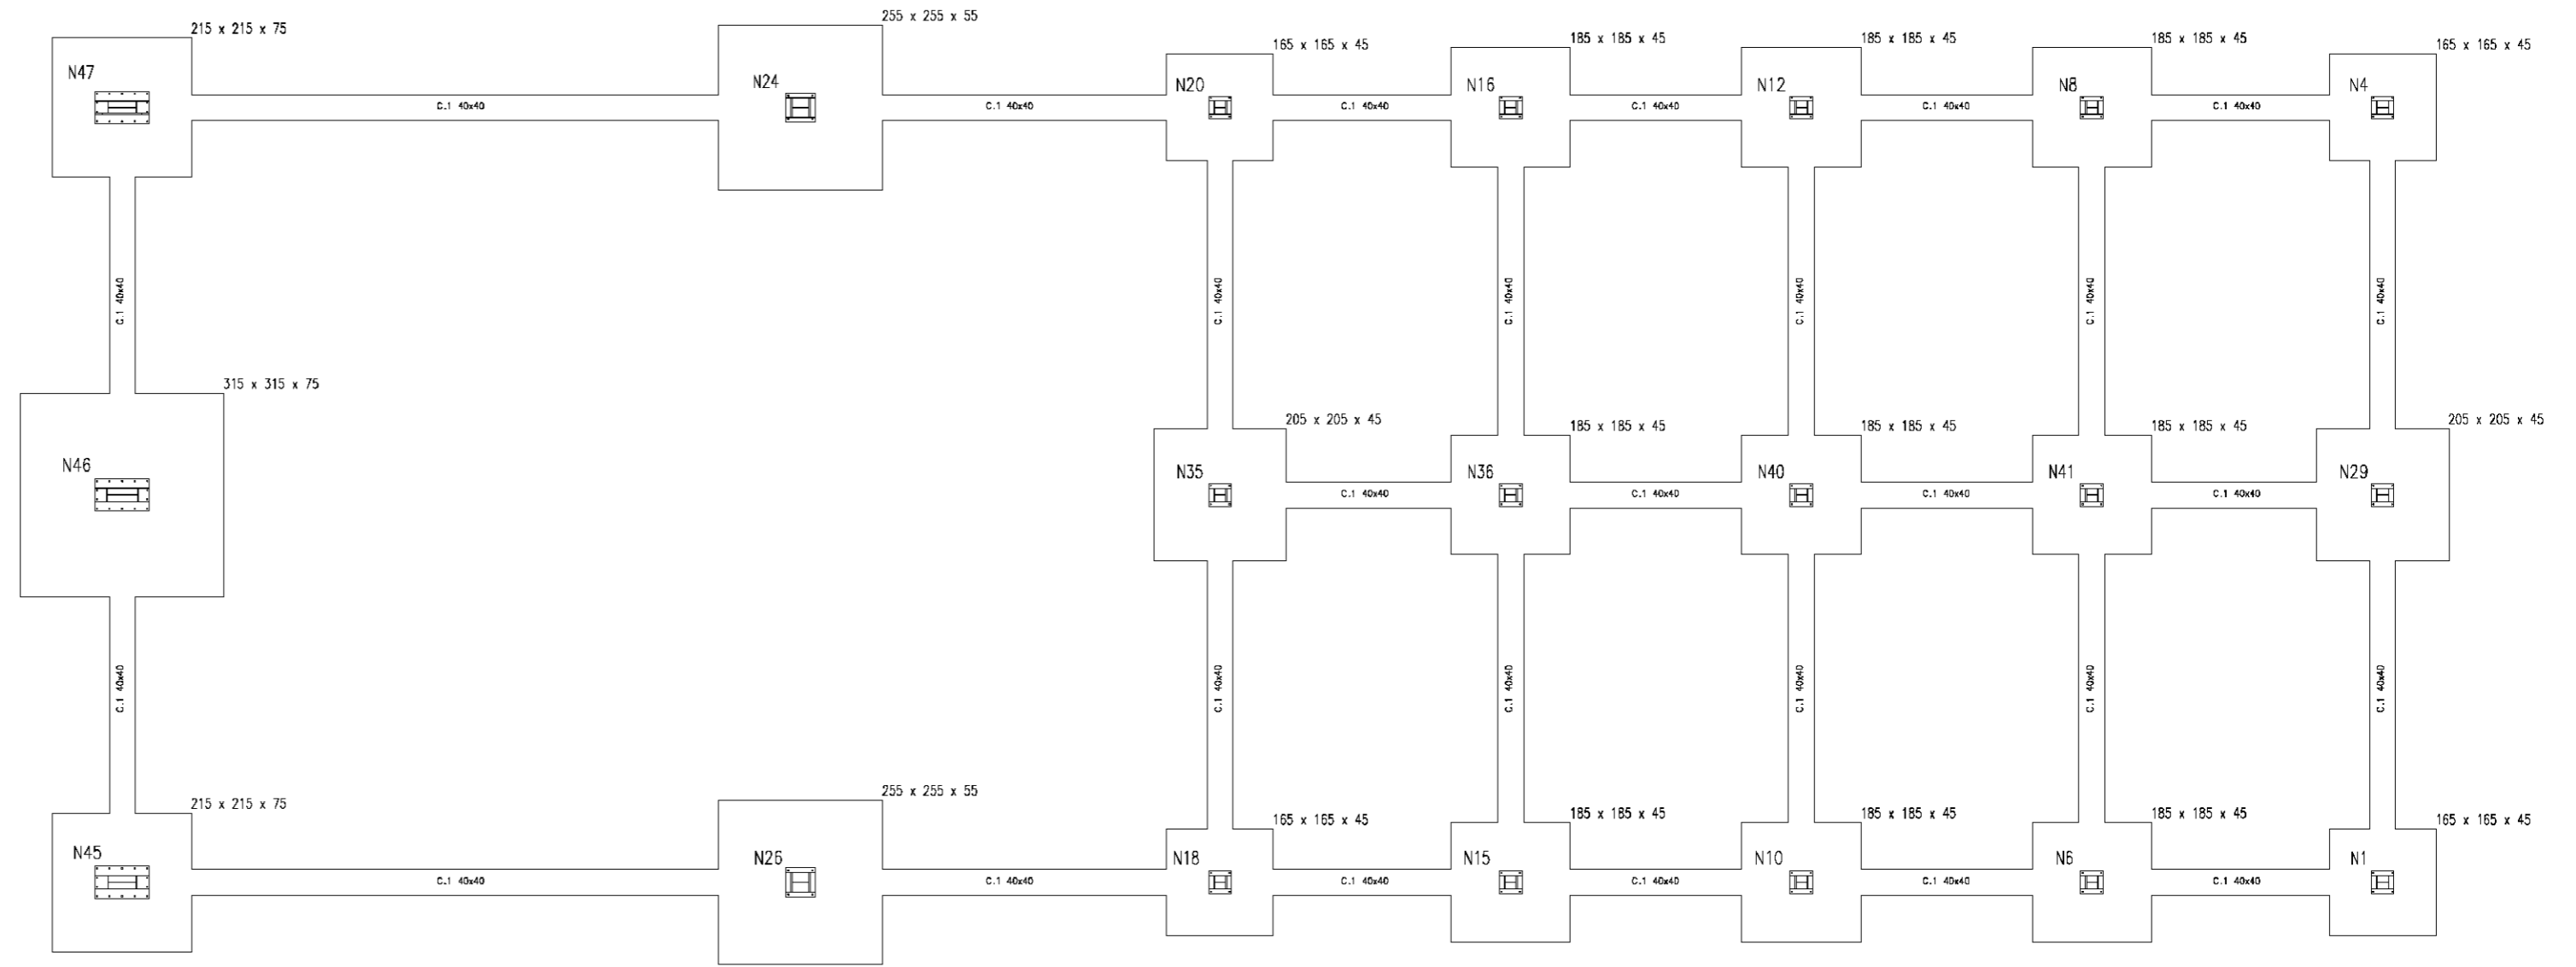 255 x 255 x 55
215 x 215 x 75
185 x 185 x 45
185 x 185 x 45
185 x 185 x 45
165 x 165 x 45
165 x 165 x 45
N47
N24
N20
N16
N12
N8
N4
C.1 40x40
C.1 40x40
C.1 40x40
C.1 40x40
C.1 40x40
C.1 40x40
C.1 40x40
C.1 40x40
C.1 40x40
C.1 40x40
C.1 40x40
C.1 40x40
315 x 315 x 75
205 x 205 x 45
185 x 185 x 45
185 x 185 x 45
185 x 185 x 45
205 x 205 x 45
N46
N35
N36
N40
N41
N29
C.1 40x40
C.1 40x40
C.1 40x40
C.1 40x40
C.1 40x40
C.1 40x40
C.1 40x40
C.1 40x40
C.1 40x40
C.1 40x40
215 x 215 x 75
255 x 255 x 55
165 x 165 x 45
185 x 185 x 45
185 x 185 x 45
185 x 185 x 45
165 x 165 x 45
N45
N26
N18
N15
N10
N6
N1
C.1 40x40
C.1 40x40
C.1 40x40
C.1 40x40
C.1 40x40
C.1 40x40